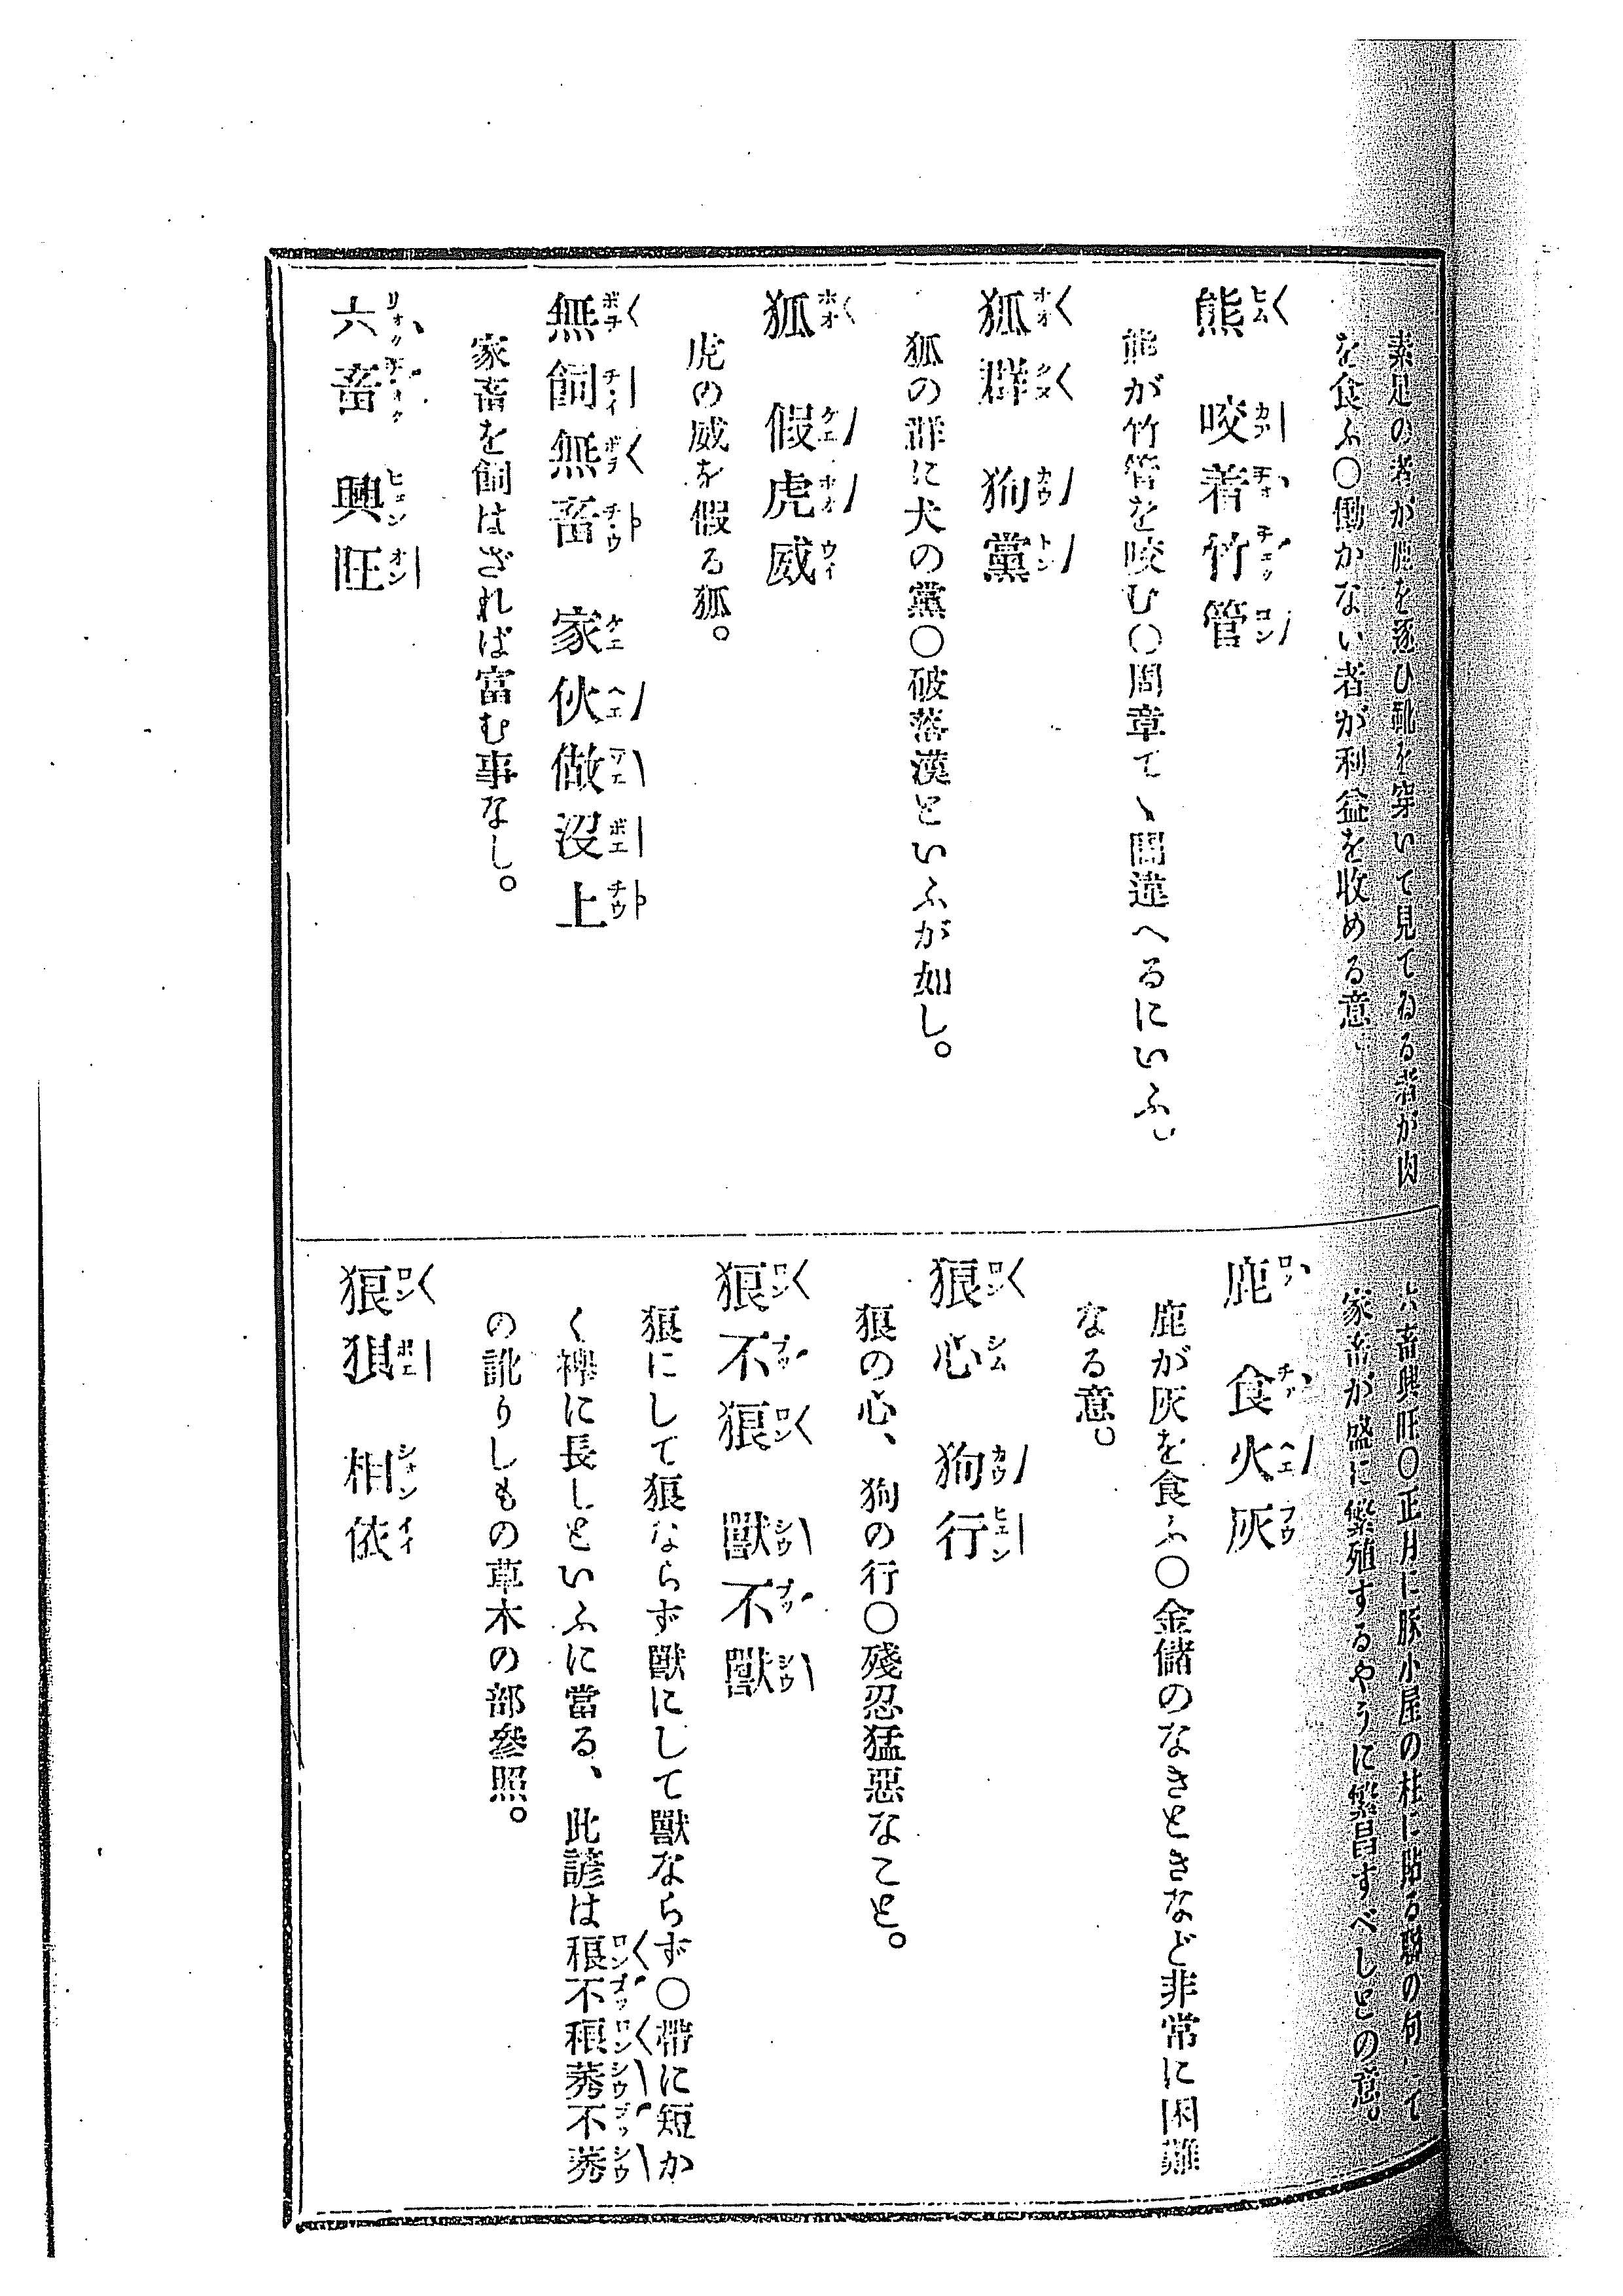 素足の者が鹿を逐ひ靴を穿いて見てゐる者が肉
を食ふ〇働かない者が利益を收める意。
熊 咬着竹管
熊が竹管を咬む〇周章てゝ間違へるにいふ。
狐群 狗黨
狐の群に犬の黨〇破落漢といふが如し。
狐 假虎威
虎の威を假る狐。
無飼無畜 家伙做沒上
家畜を飼はざれば富む事なし。
六畜 興旺
六畜興旺〇正月に豚小屋の柱に貼る聯の句にて
家畜が盛に繁殖するやうに繁昌すべしとの意。
鹿 食火灰
鹿が灰を食ふ〇金儲のなきときなど非常に困難
なる意。
狼心 狗行
狼の心、狗の行〇殘忍猛惡なこと。
狼不狼 獸不獸
狼にして狼ならず獸にして獸ならず〇帶に短か
く襷に長しといふに當る、此諺は稂不稂莠不莠
の訛りしもの草木の部參照。
狼狽 相依